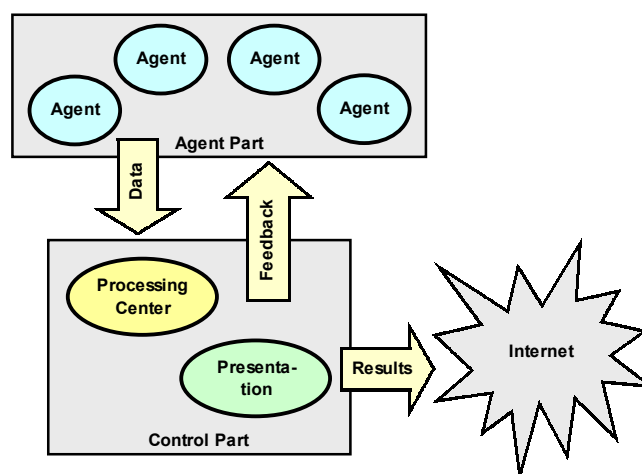 Agent
Agent
Agent
Agent
Agent Part
Data
Feedback
Processing
Center
Presenta-
tion
Control Part
Results
Internet